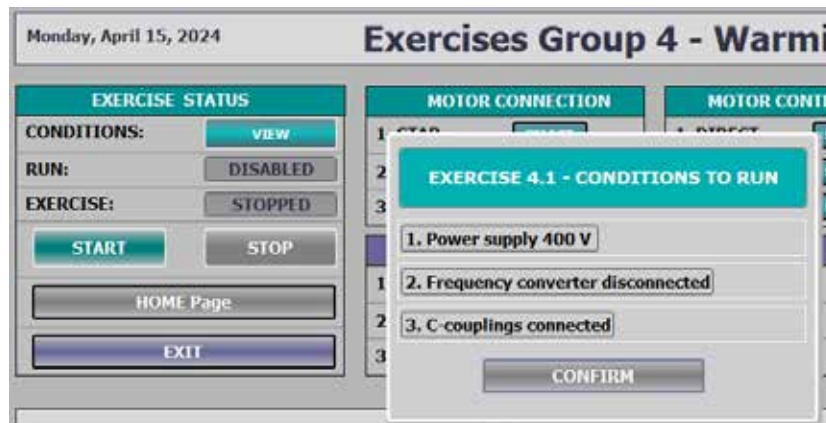 Monday, April 15, 2024
Exercises Group 4 - Warmi
EXERCISE STATUS
CONDITIONS:
VIEW
RUN:
DISABLED
EXERCISE:
STOPPED
START
STOP
HOME Page
EXIT
MOTOR CONNECTION
MOTOR CONT
1
2
3
1
2
3
EXERCISE 4.1 - CONDITIONS TO RUN
1. Power supply 400 V
2. Frequency converter disconnected
3. C-couplings connected
CONFIRM